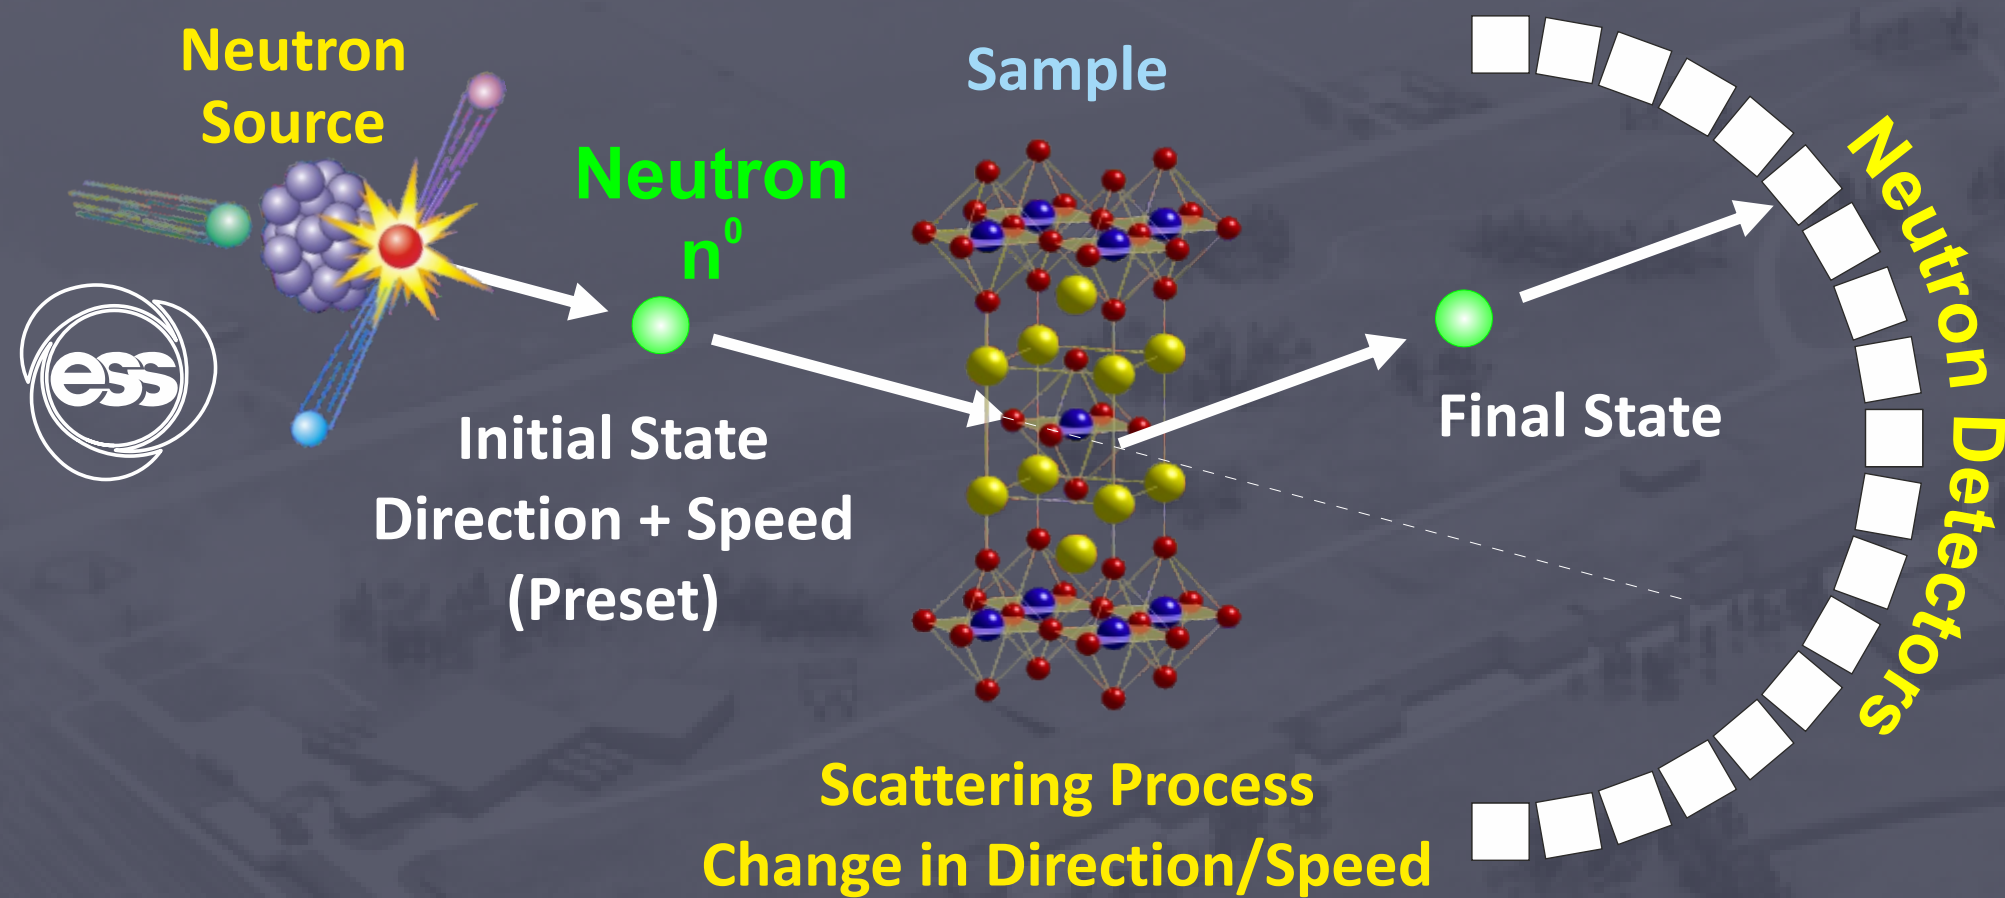 Neutron
Source
Sample
Neutron
n⁰
ess
Initial State
Direction + Speed
(Preset)
Final State
Neutron Detectors
Scattering Process
Change in Direction/Speed